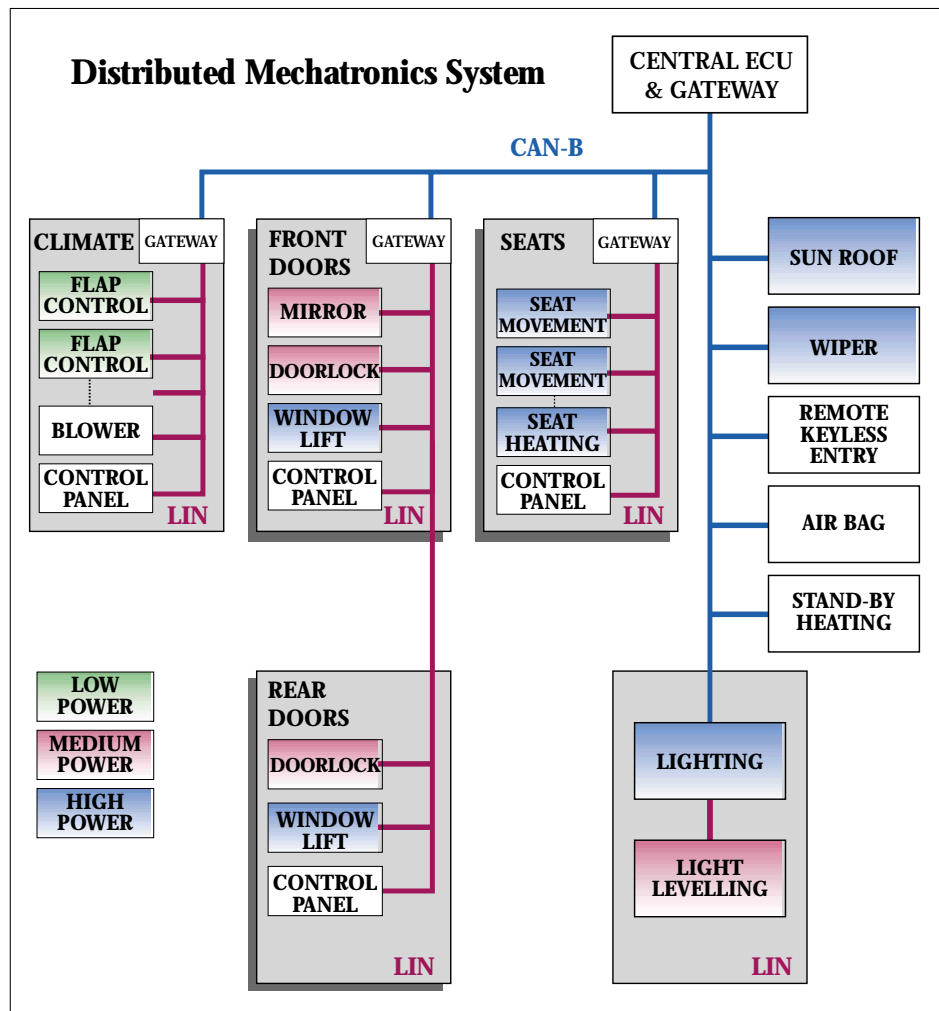 Distributed Mechatronics System
CENTRAL ECU
& GATEWAY
CAN-B
CLIMATE
GATEWAY
FLAP
CONTROL
FLAP
CONTROL
BLOWER
CONTROL
PANEL
LIN
FRONT
DOORS
GATEWAY
MIRROR
DOORLOCK
WINDOW
LIFT
CONTROL
PANEL
LIN
SEATS
GATEWAY
SEAT
MOVEMENT
SEAT
MOVEMENT
SEAT
HEATING
CONTROL
PANEL
LIN
SUN ROOF
WIPER
REMOTE
KEYLESS
ENTRY
AIR BAG
STAND-BY
HEATING
LOW
POWER
MEDIUM
POWER
HIGH
POWER
REAR
DOORS
DOORLOCK
WINDOW
LIFT
CONTROL
PANEL
LIN
LIGHTING
LIGHT
LEVELLING
LIN